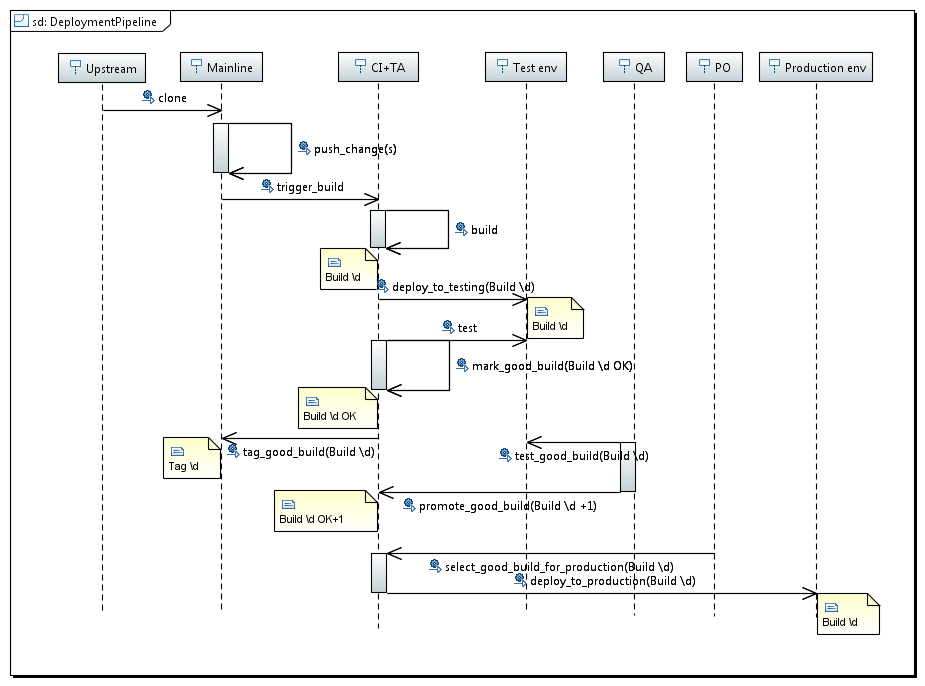 sd: DeploymentPipeline
Upstream
Mainline
CI+TA
Test env
QA
PO
Production env
clone
push_change(s)
trigger_build
build
Build \d
deploy_to_testing(Build \d)
Build \d
test
mark_good_build(Build \d OK)
Build \d OK
tag_good_build(Build \d)
Tag \d
test_good_build(Build \d)
Build \d OK+1
promote_good_build(Build \d +1)
select_good_build_for_production(Build \d)
deploy_to_production(Build \d)
Build \d